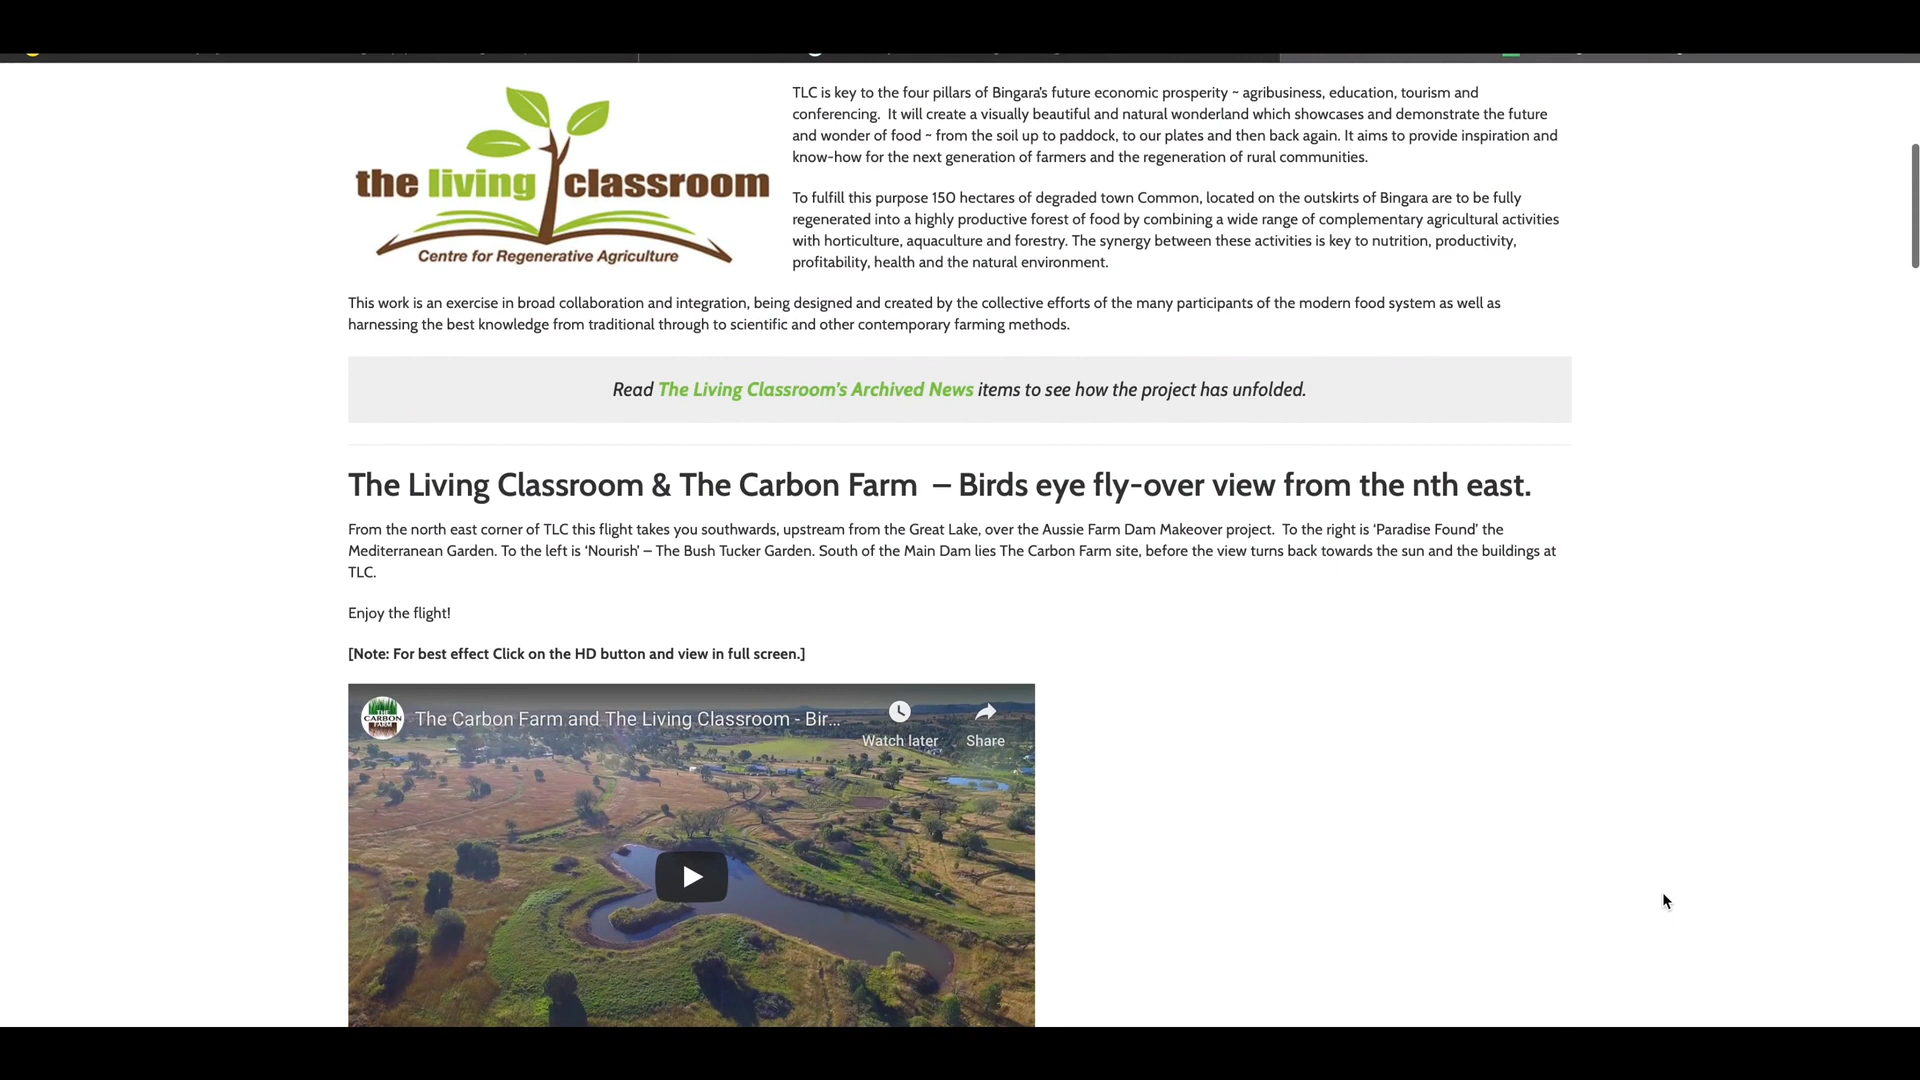 the living classroom
Centre for Regenerative Agriculture
TLC is key to the four pillars of Bingara's future economic prosperity ~ agribusiness, education, tourism and
conferencing.  It will create a visually beautiful and natural wonderland which showcases and demonstrate the future
and wonder of food ~ from the soil up to paddock, to our plates and then back again. It aims to provide inspiration and
know-how for the next generation of farmers and the regeneration of rural communities.
To fulfill this purpose 150 hectares of degraded town Common, located on the outskirts of Bingara are to be fully
regenerated into a highly productive forest of food by combining a wide range of complementary agricultural activities
with horticulture, aquaculture and forestry. The synergy between these activities is key to nutrition, productivity,
profitability, health and the natural environment.
This work is an exercise in broad collaboration and integration, being designed and created by the collective efforts of the many participants of the modern food system as well as
harnessing the best knowledge from traditional through to scientific and other contemporary farming methods.
Read The Living Classroom's Archived News items to see how the project has unfolded.
The Living Classroom & The Carbon Farm – Birds eye fly-over view from the nth east.
From the north east corner of TLC this flight takes you southwards, upstream from the Great Lake, over the Aussie Farm Dam Makeover project.  To the right is ‘Paradise Found’ the
Mediterranean Garden. To the left is ‘Nourish’ – The Bush Tucker Garden. South of the Main Dam lies The Carbon Farm site, before the view turns back towards the sun and the buildings at
TLC.
Enjoy the flight!
[Note: For best effect Click on the HD button and view in full screen.]
THE CARBON FARM
The Carbon Farm and The Living Classroom - Bir...
Watch later
Share